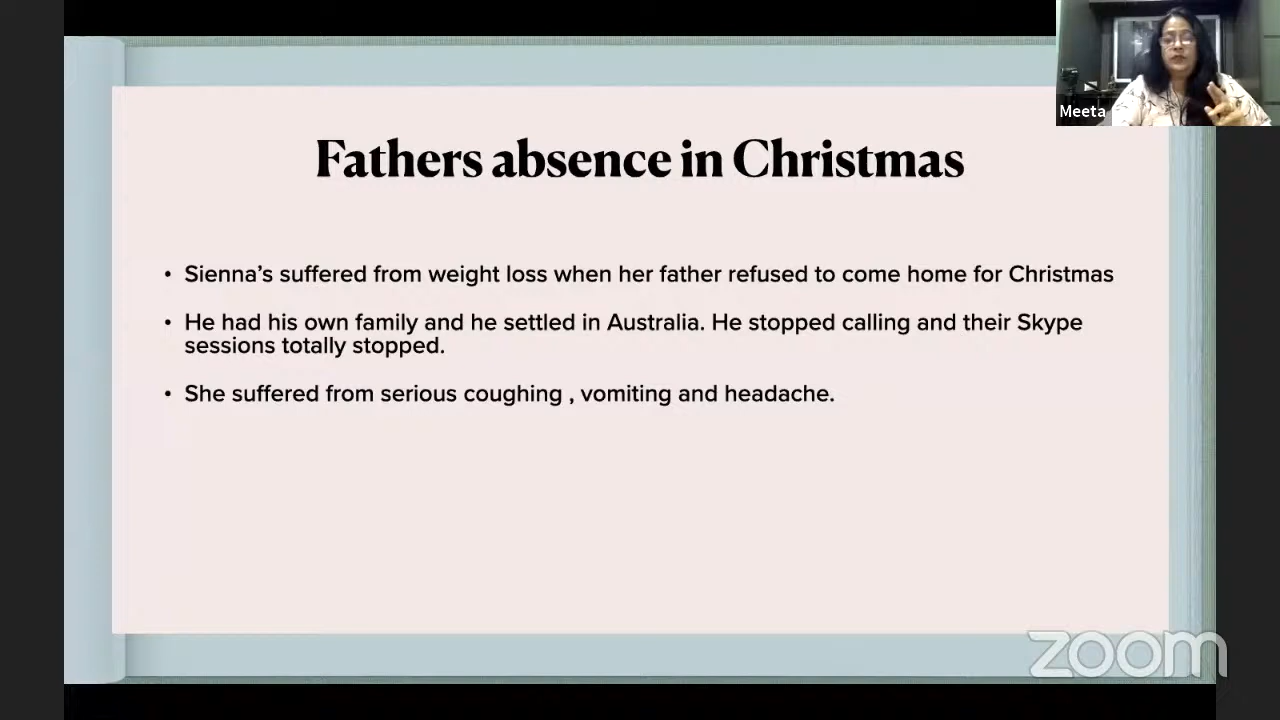 Meeta
Fathers absence in Christmas
• Sienna’s suffered from weight loss when her father refused to come home for Christmas
• He had his own family and he settled in Australia. He stopped calling and their Skype
sessions totally stopped.
• She suffered from serious coughing , vomiting and headache.
zoom